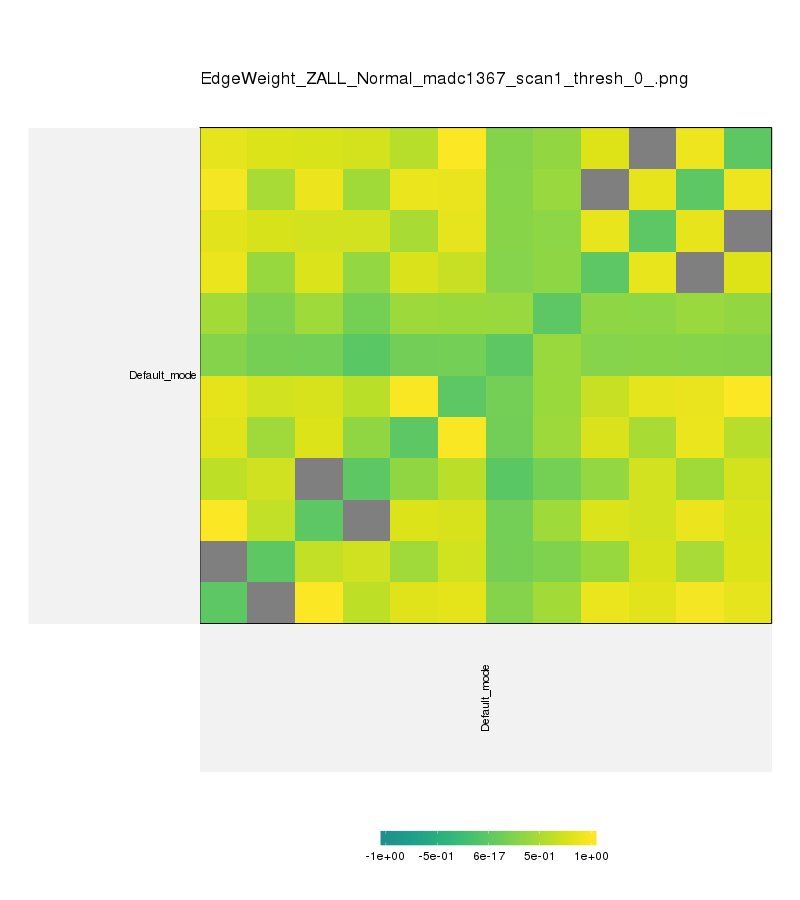 EdgeWeight_ZALL_Normal_madc1367_scan1_thresh_0_.png
Default_mode
Default_mode
-1e+00 -5e-01 6e-17 5e-01 1e+00